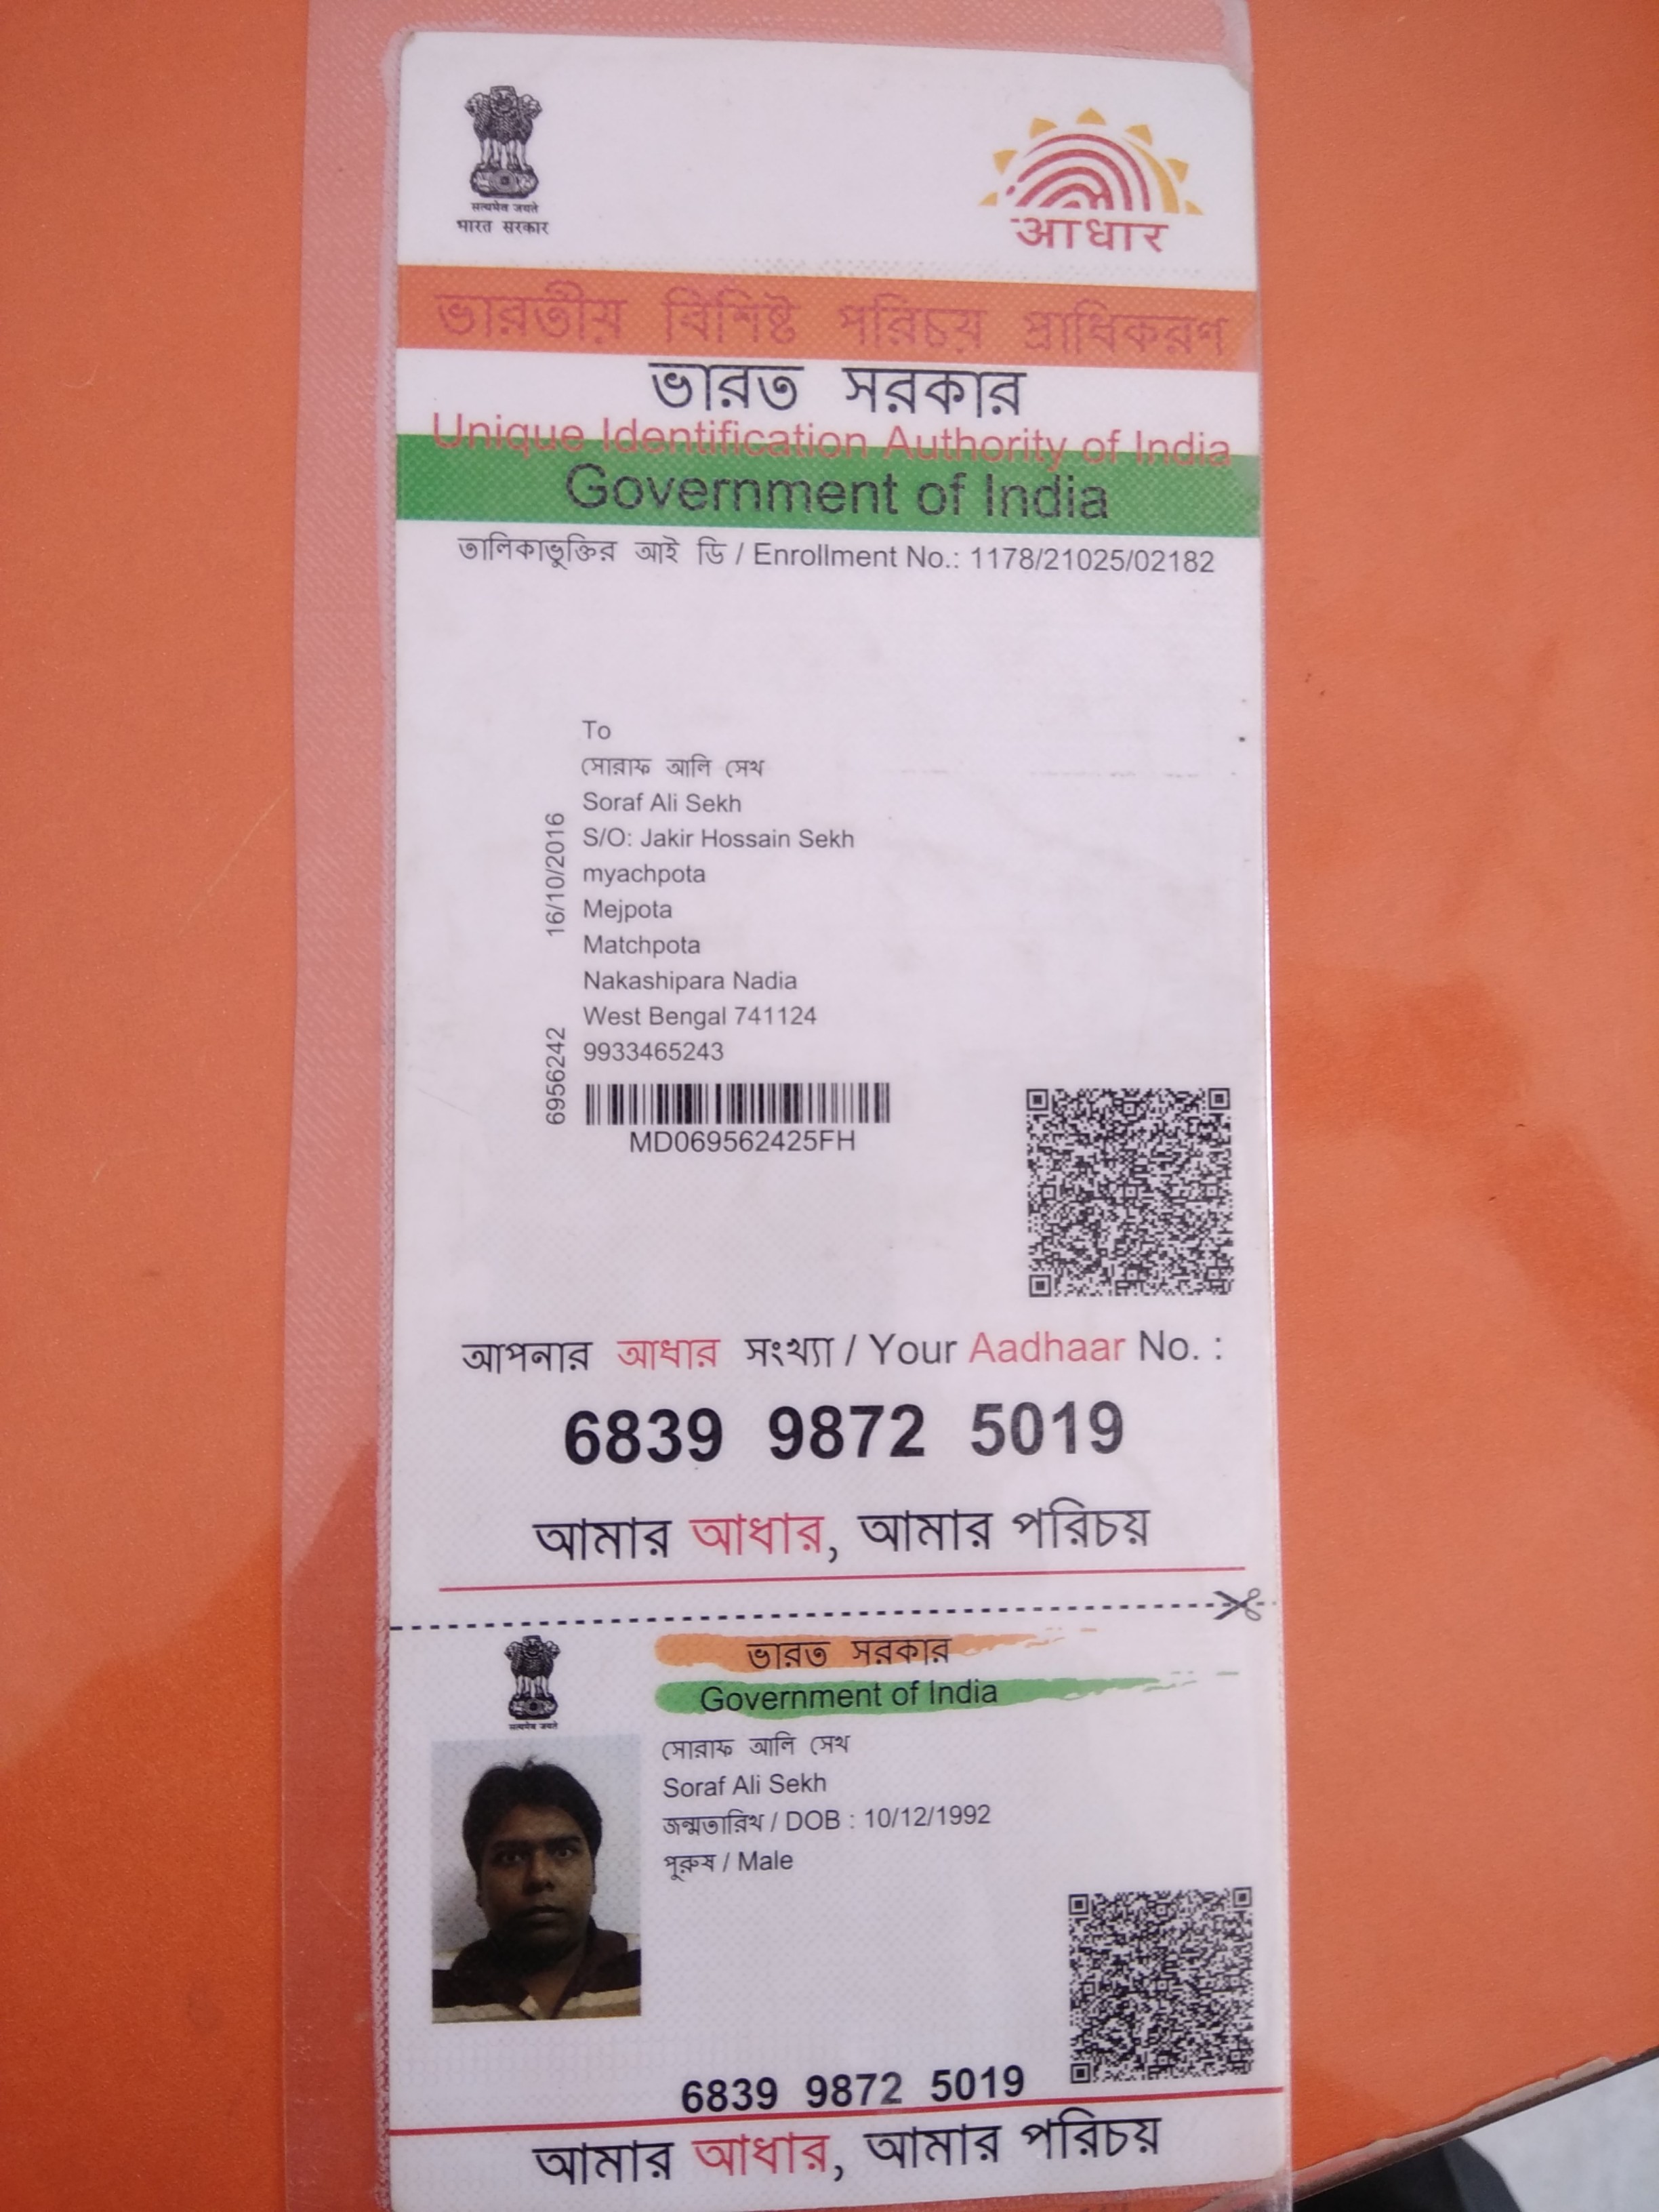 सत्यमेव जयते
भारत सरकार
आधार
ভারতীয় বিশিষ্ট পরিচয় প্রাধিকরণ
ভারত সরকার
Unique Identification Authority of India
Government of India
তালিকাভুক্তির আই ডি / Enrollment No.: 1178/21025/02182
To
সোরাফ আলি সেখ
Soraf Ali Sekh
S/O: Jakir Hossain Sekh
myachpota
Mejpota
Matchpota
Nakashipara Nadia
West Bengal 741124
9933465243
16/10/2016
6956242
MD069562425FH
আপনার আধার সংখ্যা / Your Aadhaar No. :
6839 9872 5019
আমার আধার, আমার পরিচয়
सत्यमेव जयते
ভারত সরকার
Government of India
সোরাফ আলি সেখ
Soraf Ali Sekh
জন্মতারিখ / DOB : 10/12/1992
পুরুষ / Male
6839 9872 5019
আমার আধার, আমার পরিচয়